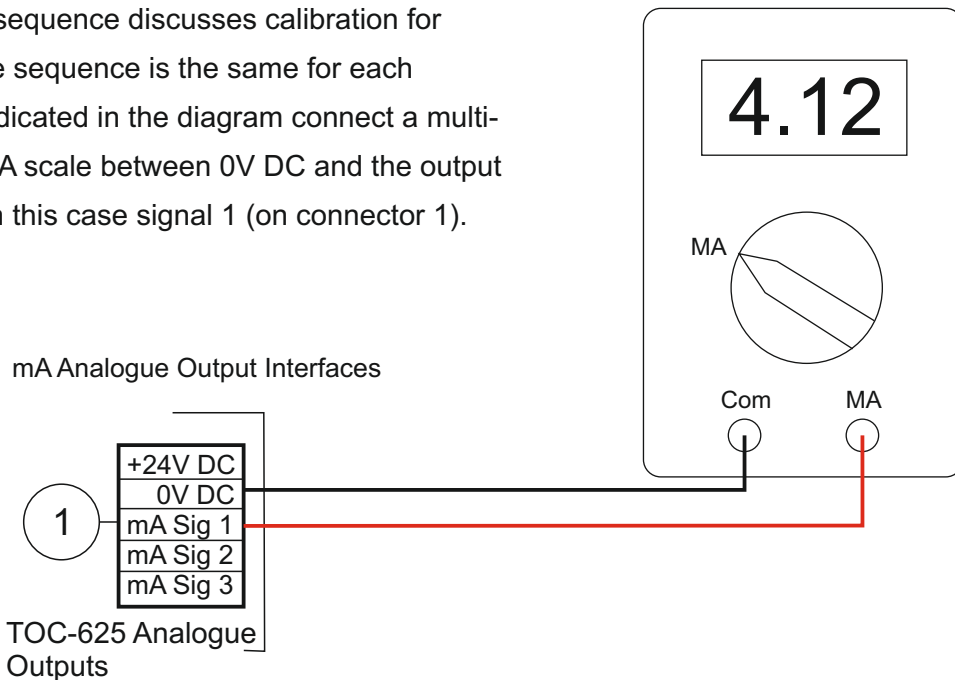 sequence discusses calibration for
sequence is the same for each
dicated in the diagram connect a multi-
A scale between 0V DC and the output
this case signal 1 (on connector 1).
4.12
MA
mA Analogue Output Interfaces
Com MA
+24V DC
0V DC
1 mA Sig 1
mA Sig 2
mA Sig 3
TOC-625 Analogue
Outputs